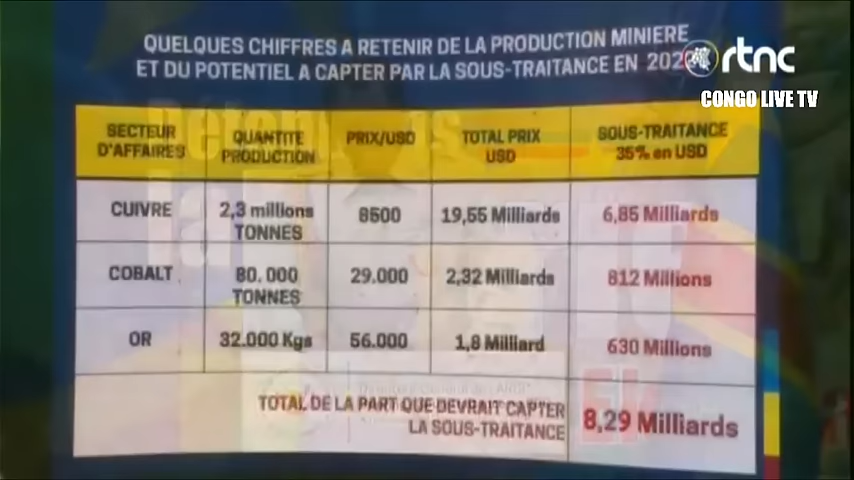 QUELQUES CHIFFRES A RETENIR DE LA PRODUCTION MINIERE
ET DU POTENTIEL A CAPTER PAR LA SOUS-TRAITANCE EN
rtnc
CONGO LIVE TV
SECTEUR D'AFFAIRES QUANTITE PRODUCTION PRIX/USD TOTAL PRIX USD SOUS-TRAITANCE 35% en USD
CUIVRE 2,3 millions TONNES 8500 19,55 Milliards 6,85 Milliards
COBALT 80.000 TONNES 29.000 2,32 Milliards 812 Millions
OR 32.000 Kgs 56.000 1,8 Milliard 630 Millions
TOTAL DE LA PART QUE DEVRAIT CAPTER
LA SOUS-TRAITANCE
8,29 Milliards